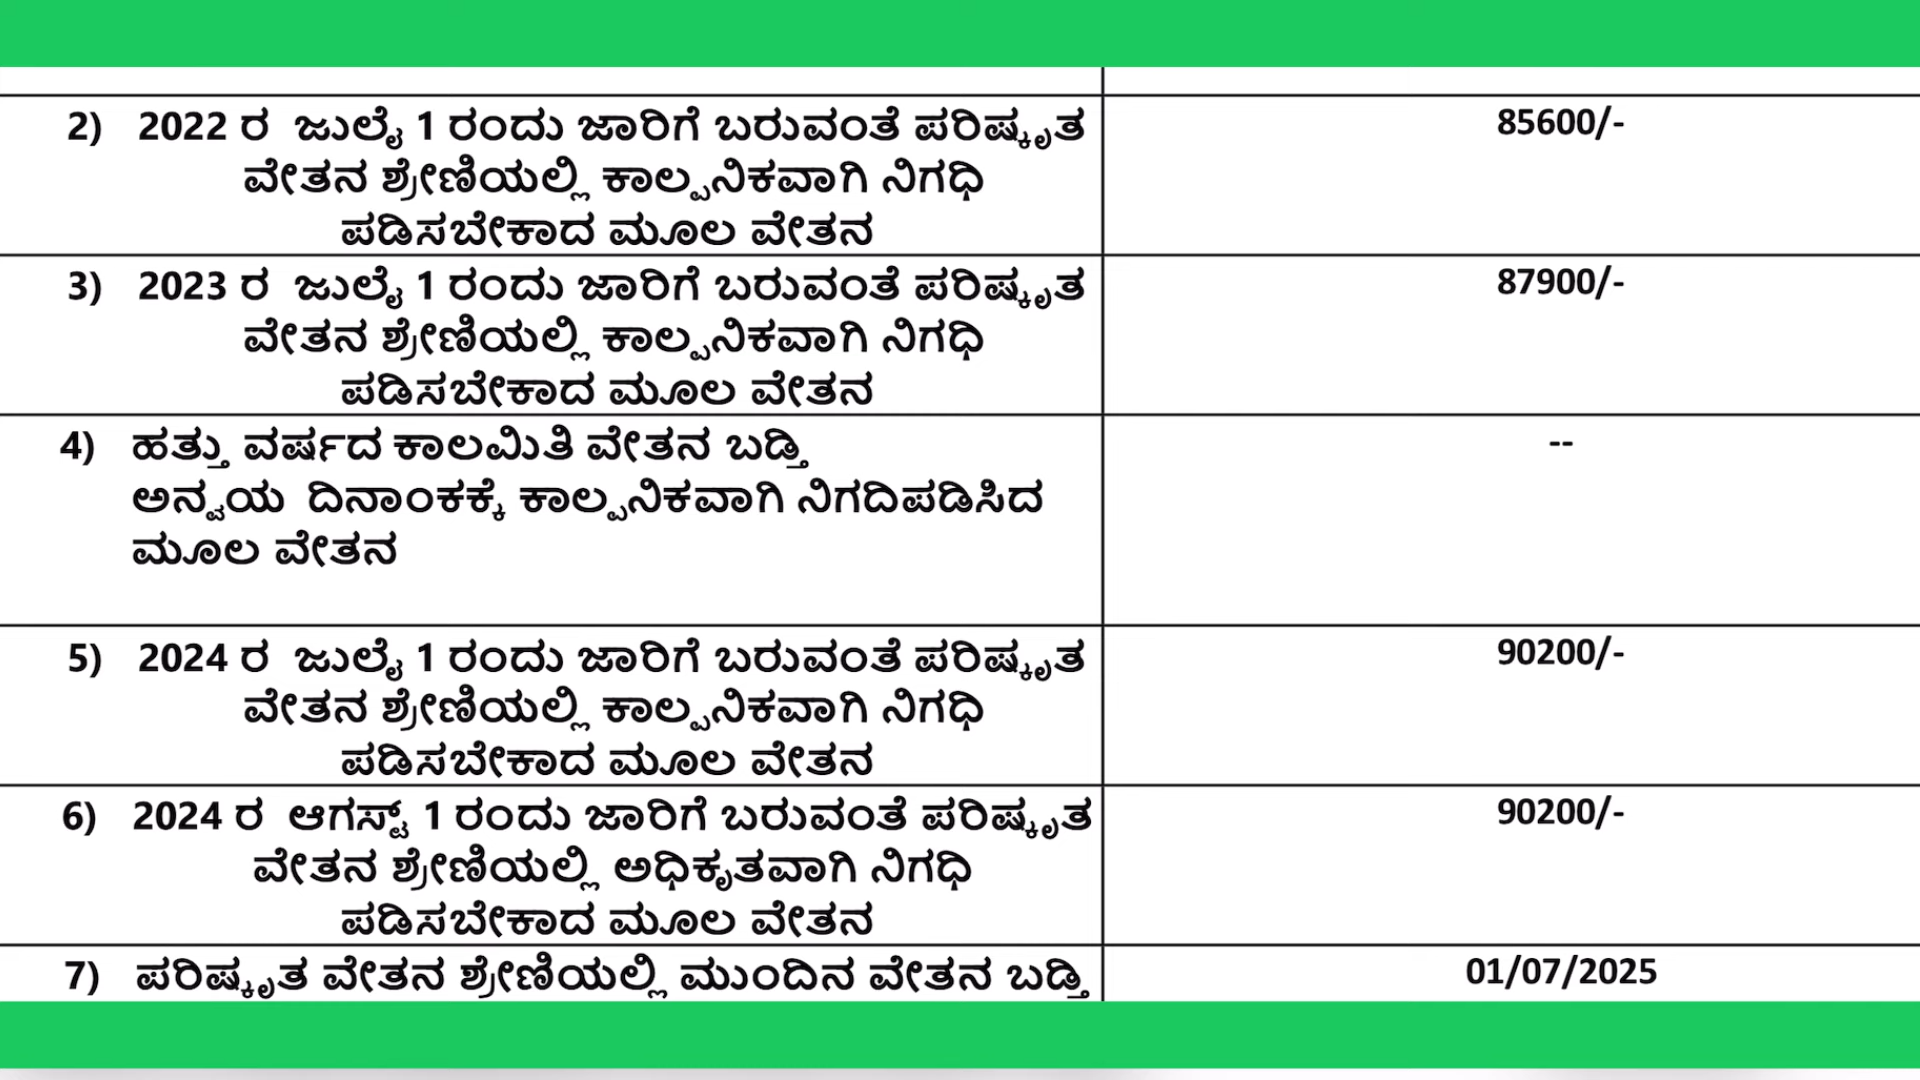 2) 2022 ರ ಜುಲೈ 1 ರಂದು ಜಾರಿಗೆ ಬರುವಂತೆ ಪರಿಷ್ಕೃತ 85600/-
ವೇತನ ಶ್ರೇಣಿಯಲ್ಲಿ ಕಾಲ್ಪನಿಕವಾಗಿ ನಿಗಧಿ
ಪಡಿಸಬೇಕಾದ ಮೂಲ ವೇತನ
3) 2023 ರ ಜುಲೈ 1 ರಂದು ಜಾರಿಗೆ ಬರುವಂತೆ ಪರಿಷ್ಕೃತ 87900/-
ವೇತನ ಶ್ರೇಣಿಯಲ್ಲಿ ಕಾಲ್ಪನಿಕವಾಗಿ ನಿಗಧಿ
ಪಡಿಸಬೇಕಾದ ಮೂಲ ವೇತನ
4) ಹತ್ತು ವರ್ಷದ ಕಾಲಮಿತಿ ವೇತನ ಬಡ್ತಿ --
ಅನ್ವಯ ದಿನಾಂಕಕ್ಕೆ ಕಾಲ್ಪನಿಕವಾಗಿ ನಿಗದಿಪಡಿಸಿದ
ಮೂಲ ವೇತನ
5) 2024 ರ ಜುಲೈ 1 ರಂದು ಜಾರಿಗೆ ಬರುವಂತೆ ಪರಿಷ್ಕೃತ 90200/-
ವೇತನ ಶ್ರೇಣಿಯಲ್ಲಿ ಕಾಲ್ಪನಿಕವಾಗಿ ನಿಗಧಿ
ಪಡಿಸಬೇಕಾದ ಮೂಲ ವೇತನ
6) 2024 ರ ಆಗಸ್ಟ್ 1 ರಂದು ಜಾರಿಗೆ ಬರುವಂತೆ ಪರಿಷ್ಕೃತ 90200/-
ವೇತನ ಶ್ರೇಣಿಯಲ್ಲಿ ಅಧಿಕೃತವಾಗಿ ನಿಗಧಿ
ಪಡಿಸಬೇಕಾದ ಮೂಲ ವೇತನ
7) ಪರಿಷ್ಕೃತ ವೇತನ ಶ್ರೇಣಿಯಲ್ಲಿ ಮುಂದಿನ ವೇತನ ಬಡ್ತಿ 01/07/2025